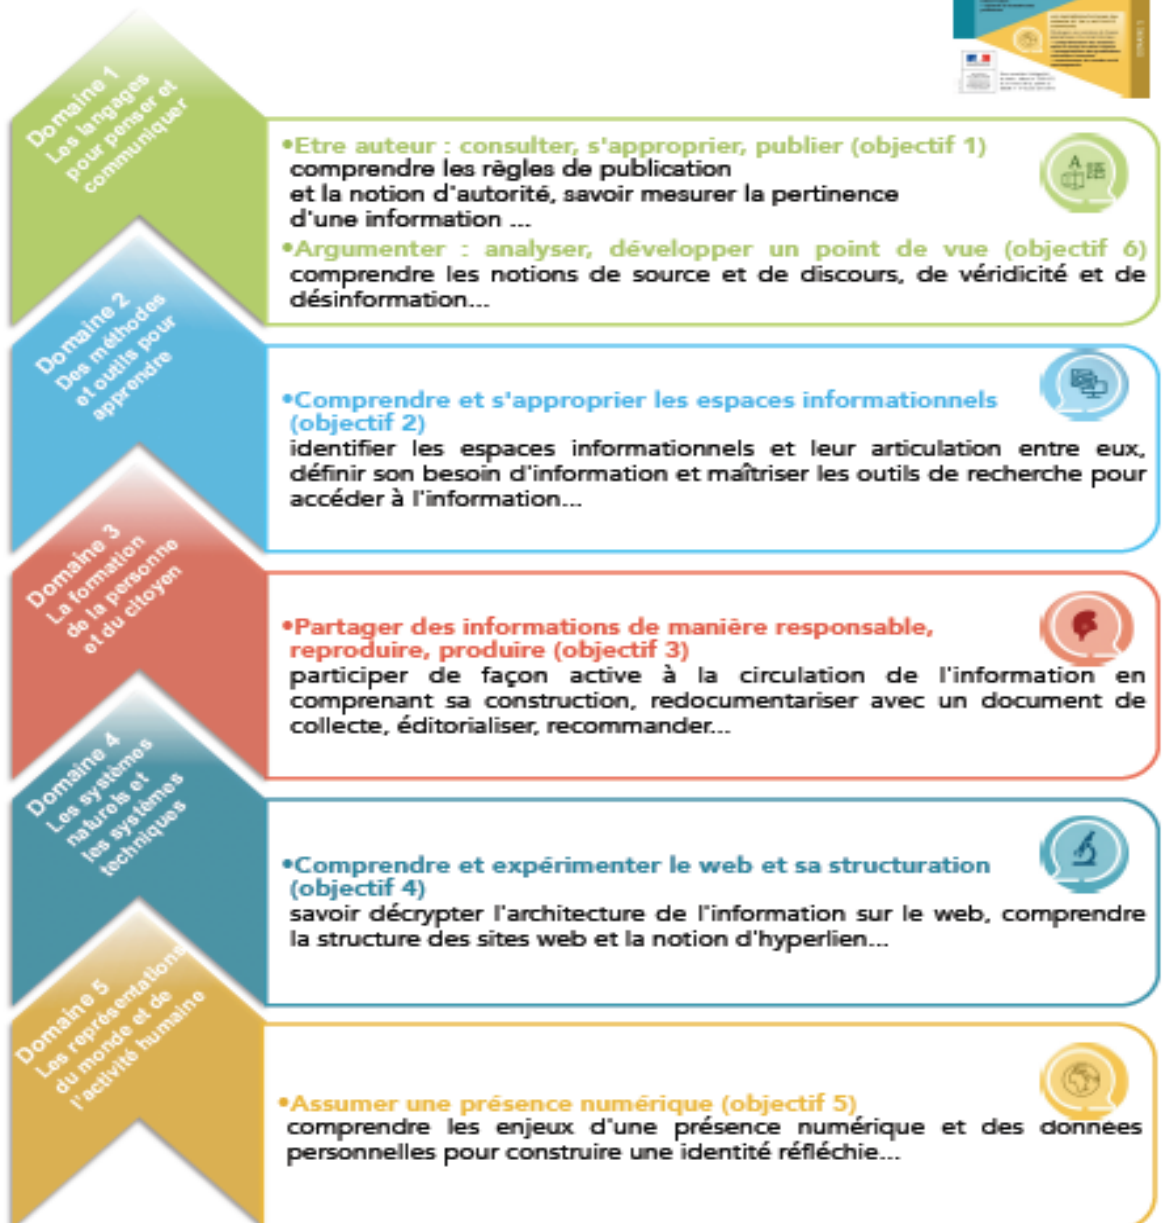 Domaine 1
Les langages
pour penser et
communiquer
•Etre auteur : consulter, s'approprier, publier (objectif 1)
comprendre les règles de publication
et la notion d'autorité, savoir mesurer la pertinence
d'une information ...
•Argumenter : analyser, développer un point de vue (objectif 6)
comprendre les notions de source et de discours, de véridicité et de
désinformation...
Domaine 2
Des méthodes
et outils pour
apprendre
•Comprendre et s'approprier les espaces informationnels
(objectif 2)
identifier les espaces informationnels et leur articulation entre eux,
définir son besoin d'information et maîtriser les outils de recherche pour
accéder à l'information...
Domaine 3
La formation
de la personne
et du citoyen
•Partager des informations de manière responsable,
reproduire, produire (objectif 3)
participer de façon active à la circulation de l'information en
comprenant sa construction, redocumentariser avec un document de
collecte, éditorialiser, recommander...
Domaine 4
Les systèmes
naturels et
les systèmes
techniques
•Comprendre et expérimenter le web et sa structuration
(objectif 4)
savoir décrypter l'architecture de l'information sur le web, comprendre
la structure des sites web et la notion d'hyperlien...
Domaine 5
Les représentations
du monde et de
l'activité humaine
•Assumer une présence numérique (objectif 5)
comprendre les enjeux d'une présence numérique et des données
personnelles pour construire une identité réfléchie...